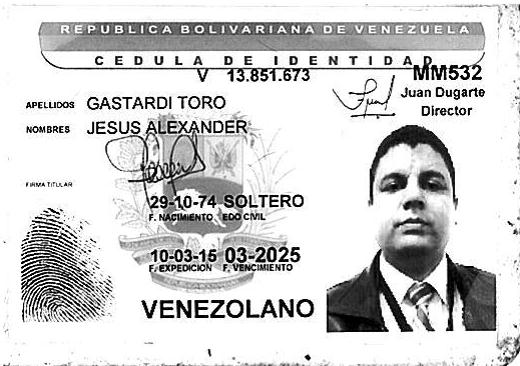 REPUBLICA BOLIVARIANA DE VENEZUELA
CEDULA DE IDENTIDAD
V 13.851.673
MM532
Juan Dugarte
Director
APELLIDOS GASTARDI TORO
NOMBRES JESUS ALEXANDER
FIRMA TITULAR
29-10-74 SOLTERO
F. NACIMIENTO EDO CIVIL
10-03-15 03-2025
F. EXPEDICION F. VENCIMIENTO
VENEZOLANO